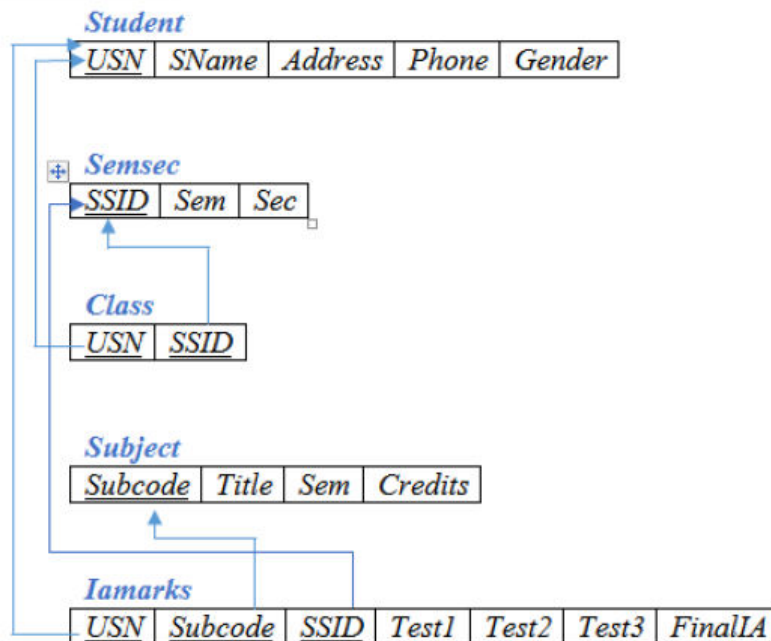 Student
USN SName Address Phone Gender
Semsec
SSID Sem Sec
Class
USN SSID
Subject
Subcode Title Sem Credits
Iamarks
USN Subcode SSID Test1 Test2 Test3 FinalIA